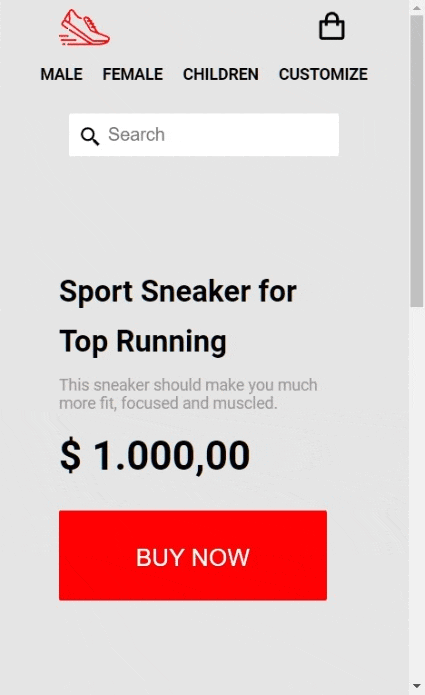 MALE FEMALE CHILDREN CUSTOMIZE
Search
Sport Sneaker for
Top Running
This sneaker should make you much
more fit, focused and muscled.
$ 1.000,00
BUY NOW